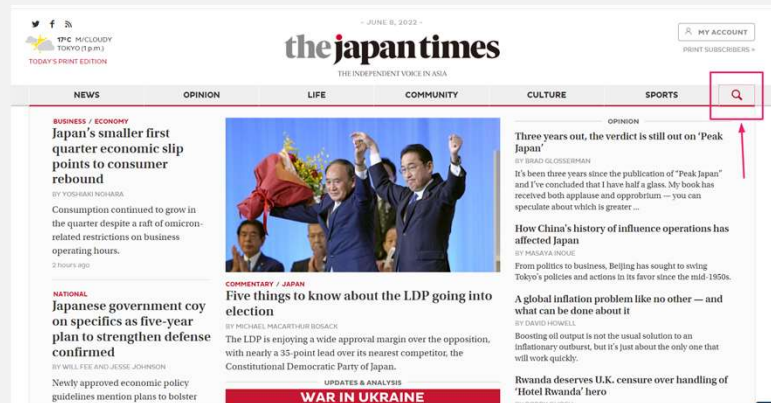 - JUNE 8, 2022 -
17°C M/CLOUDY
TOKYO (1 p.m.)
TODAY'S PRINT EDITION
the japan times
THE INDEPENDENT VOICE IN ASIA
MY ACCOUNT
PRINT SUBSCRIBERS »
NEWS OPINION LIFE COMMUNITY CULTURE SPORTS
BUSINESS / ECONOMY
Japan's smaller first
quarter economic slip
points to consumer
rebound
BY YOSHIAKI NOHARA
Consumption continued to grow in
the quarter despite a raft of omicron-
related restrictions on business
operating hours.
2 hours ago
NATIONAL
Japanese government coy
on specifics as five-year
plan to strengthen defense
confirmed
BY WILL FEE AND JESSE JOHNSON
Newly approved economic policy
guidelines mention plans to bolster
COMMENTARY / JAPAN
Five things to know about the LDP going into
election
BY MICHAEL MACARTHUR BOSACK
The LDP is enjoying a wide approval margin over the opposition,
with nearly a 35-point lead over its nearest competitor, the
Constitutional Democratic Party of Japan.
UPDATES & ANALYSIS
WAR IN UKRAINE
OPINION
Three years out, the verdict is still out on 'Peak
Japan'
BY BRAD GLOSSERMAN
It's been three years since the publication of "Peak Japan"
and I've concluded that I have half a glass. My book has
received both applause and opprobrium — you can
speculate about which is greater ...
How China's history of influence operations has
affected Japan
BY MASAYA INOUE
From politics to business, Beijing has sought to swing
Tokyo's policies and actions in its favor since the mid-1950s.
A global inflation problem like no other — and
what can be done about it
BY DAVID HOWELL
Boosting oil output is not the usual solution to an
inflationary outburst, but it's just about the only one that
will work quickly.
Rwanda deserves U.K. censure over handling of
'Hotel Rwanda' hero